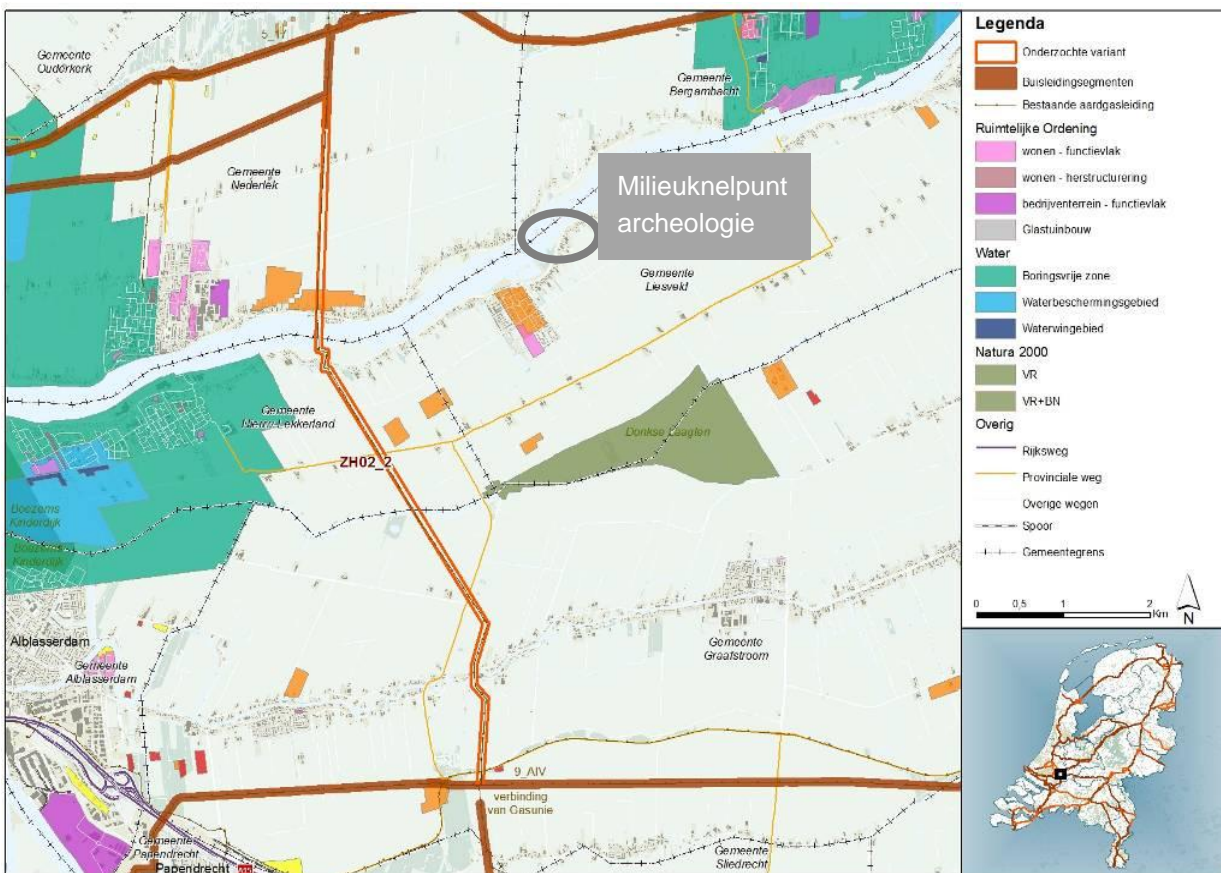 Gemeente
Ouderkerk
Gemeente
Bergambacht
Gemeente
Nederlek
Milieuknelpunt
archeologie
Gemeente
Liesveld
Gemeente
Nieuw-Lekkerland
ZH02_2
Donkse Laagten
Boezems
Kinderdijk
Boezems
Kinderdijk
Alblasserdam
Gemeente
Alblasserdam
Gemeente
Graafstroom
9_AIV
verbinding
van Gasunie
Gemeente
Papendrecht
Papendrecht
Gemeente
Sliedrecht
Legenda
Onderzochte variant
Buisleidingsegmenten
Bestaande aardgasleiding
Ruimtelijke Ordening
wonen - functievlak
wonen - herstructurering
bedrijventerrein - functievlak
Glastuinbouw
Water
Boringsvrije zone
Waterbeschermingsgebied
Waterwingebied
Natura 2000
VR
VR+BN
Overig
Rijksweg
Provinciale weg
Overige wegen
Spoor
Gemeentegrens
0 0,5 1 2
Km
N